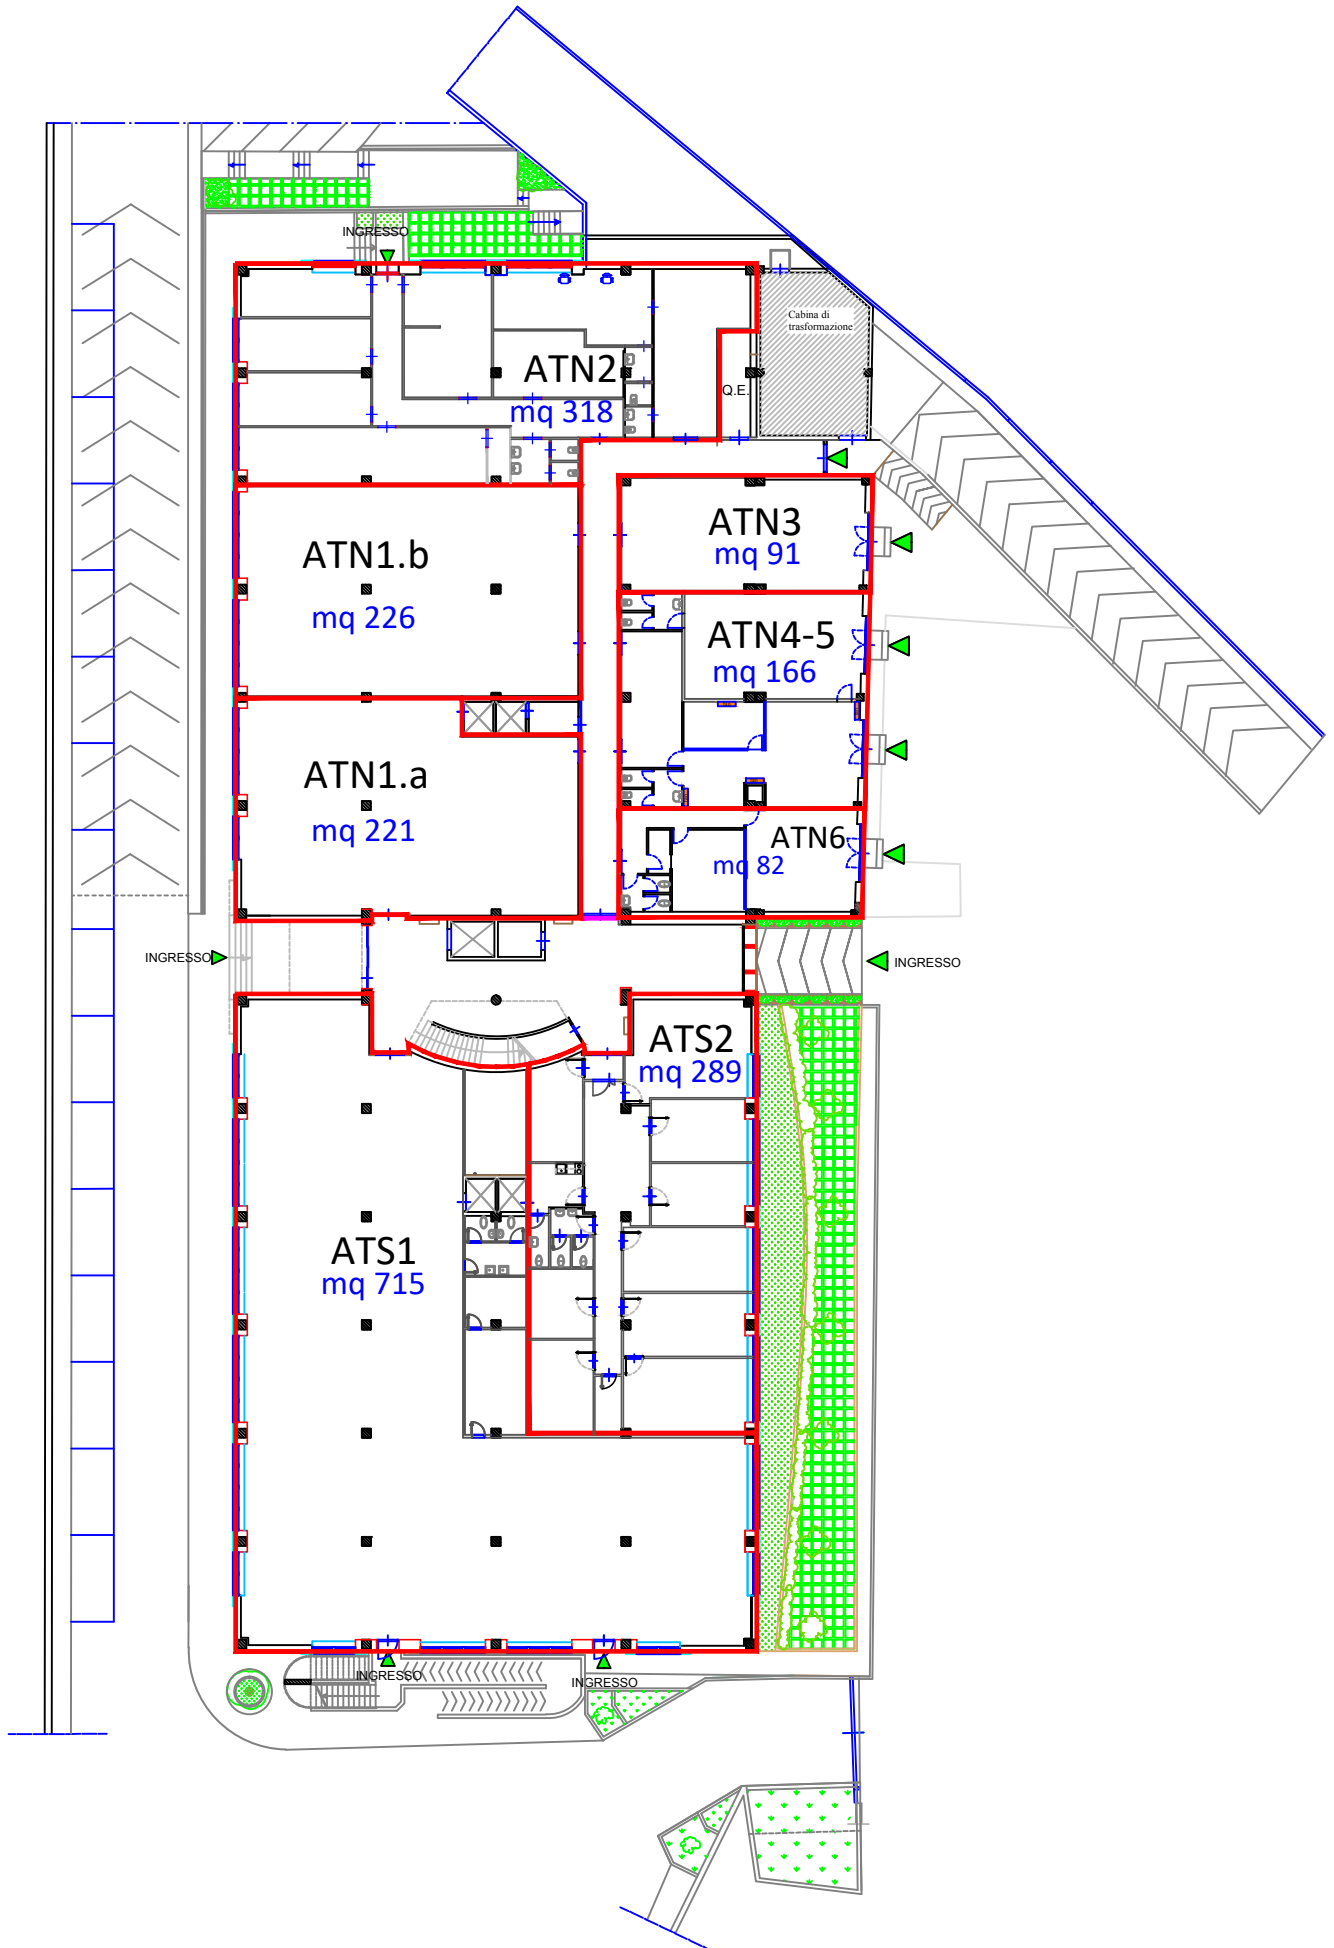 INGRESSO
Cabina di
trasformazione
ATN2
Q.E.
mq 318
ATN3
mq 91
ATN1.b
mq 226
ATN4-5
mq 166
ATN1.a
mq 221
ATN6
mq 82
INGRESSO
INGRESSO
ATS2
mq 289
ATS1
mq 715
INGRESSO
INGRESSO